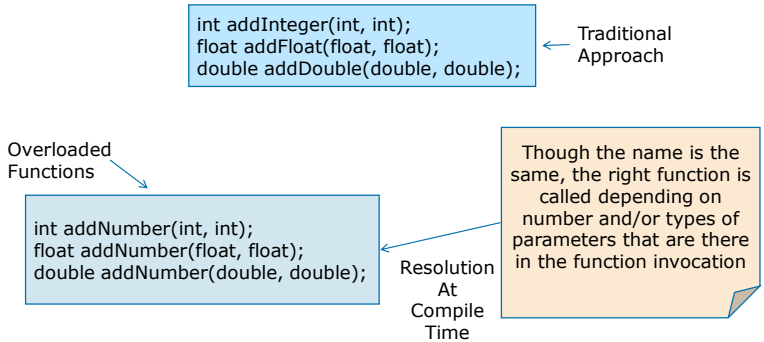 int addInteger(int, int);
float addFloat(float, float);
double addDouble(double, double);
Traditional
Approach
Overloaded
Functions
int addNumber(int, int);
float addNumber(float, float);
double addNumber(double, double);
Though the name is the
same, the right function is
called depending on
number and/or types of
parameters that are there
in the function invocation
Resolution
At
Compile
Time